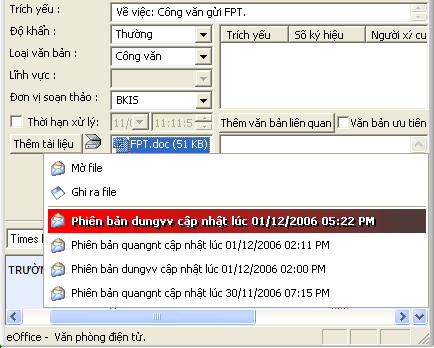 Trích yếu : Về việc: Công văn gửi FPT.
Độ khẩn : Thường Trích yếu Số ký hiệu Người xử
Loại văn bản : Công văn
Lĩnh vực :
Đơn vị soạn thảo : BKIS
Thời hạn xử lý: 11/ 11:11:5 Thêm văn bản liên quan Văn bản ưu tiên
Thêm tài liệu FPT.doc (51 KB)
Mở file
Ghi ra file
Phiên bản dungvv cập nhật lúc 01/12/2006 05:22 PM
Times Phiên bản quangnt cập nhật lúc 01/12/2006 02:11 PM
TRƯỜN Phiên bản dungvv cập nhật lúc 01/12/2006 02:00 PM
Phiên bản quangnt cập nhật lúc 30/11/2006 07:15 PM
eOffice - Văn phòng điện tử.